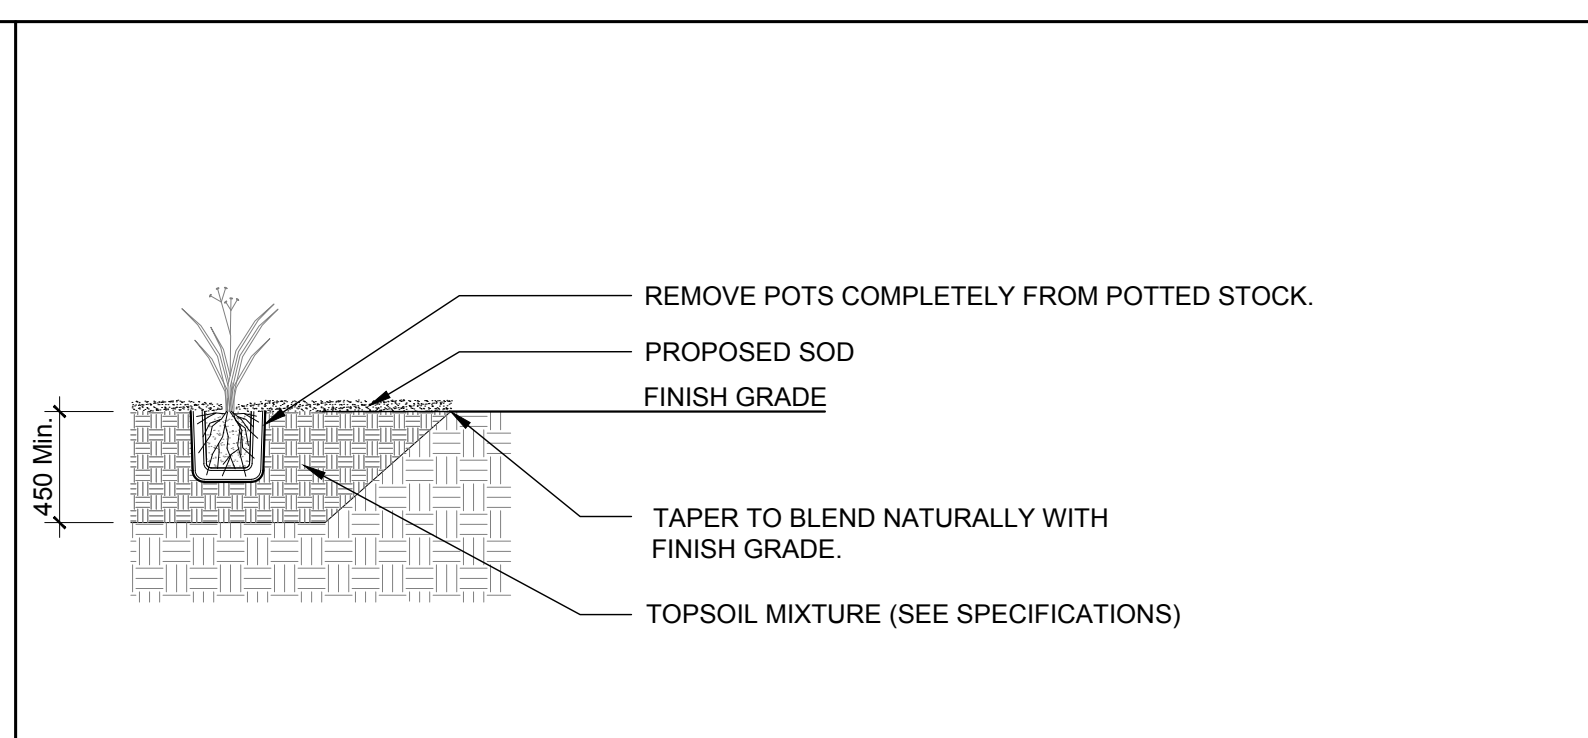 REMOVE POTS COMPLETELY FROM POTTED STOCK.
PROPOSED SOD
FINISH GRADE
450 Min.
TAPER TO BLEND NATURALLY WITH
FINISH GRADE.
TOPSOIL MIXTURE (SEE SPECIFICATIONS)